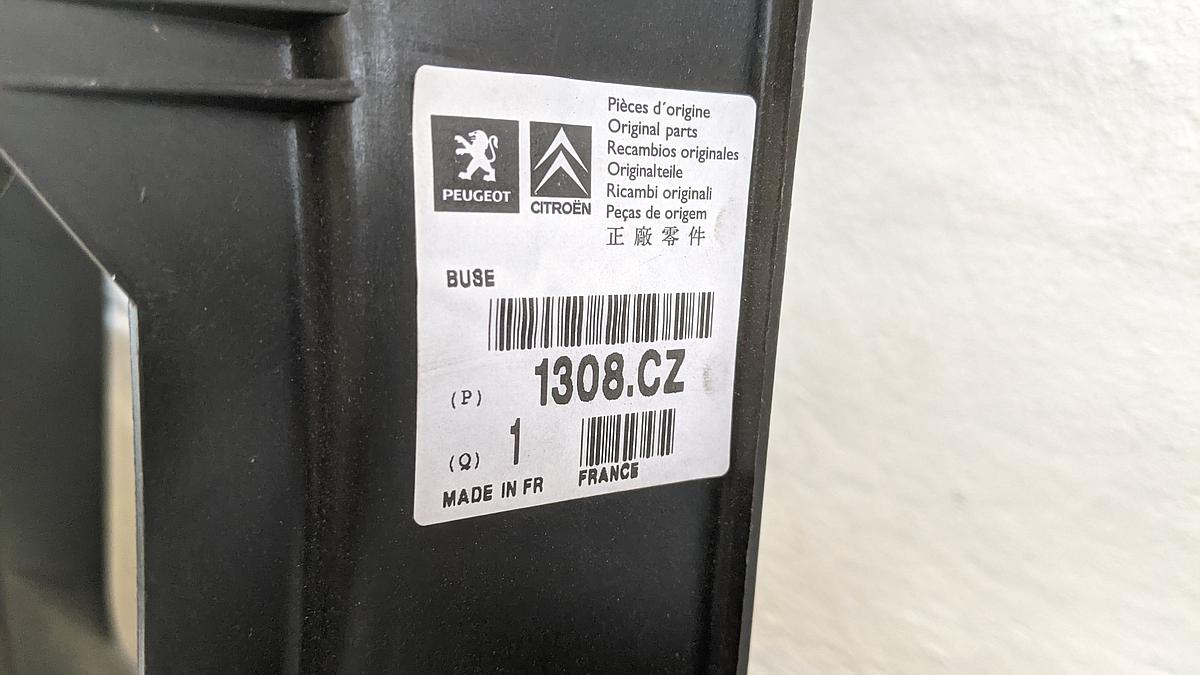 PEUGEOT
CITROËN
Pièces d´origine
Original parts
Recambios originales
Originalteile
Ricambi originali
Peças de origem
正廠零件
BUSE
(P) 1308.CZ
(Q) 1
MADE IN FR FRANCE